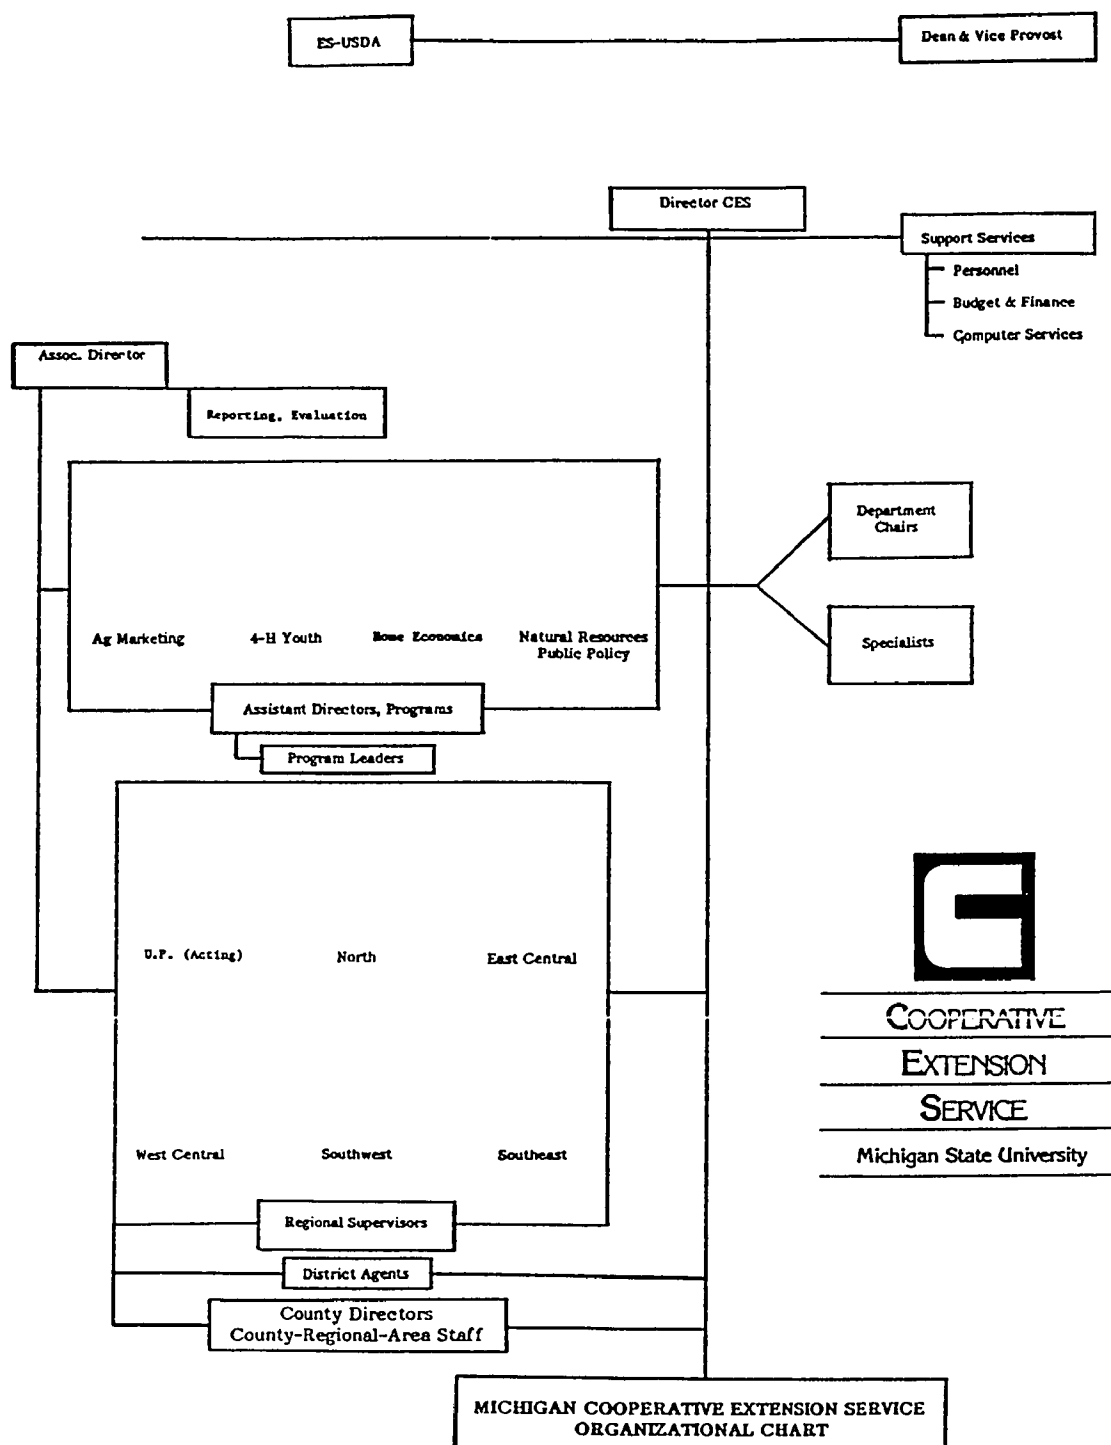 ES-USDA
Dean & Vice Provost
Director CES
Support Services
Personnel
Budget & Finance
Computer Services
Assoc. Director
Reporting, Evaluation
Department
Chairs
Ag Marketing
4-H Youth
Home Economics
Natural Resources
Public Policy
Specialists
Assistant Directors, Programs
Program Leaders
U.P. (Acting)
North
East Central
COOPERATIVE
EXTENSION
SERVICE
Michigan State University
West Central
Southwest
Southeast
Regional Supervisors
District Agents
County Directors
County-Regional-Area Staff
MICHIGAN COOPERATIVE EXTENSION SERVICE
ORGANIZATIONAL CHART